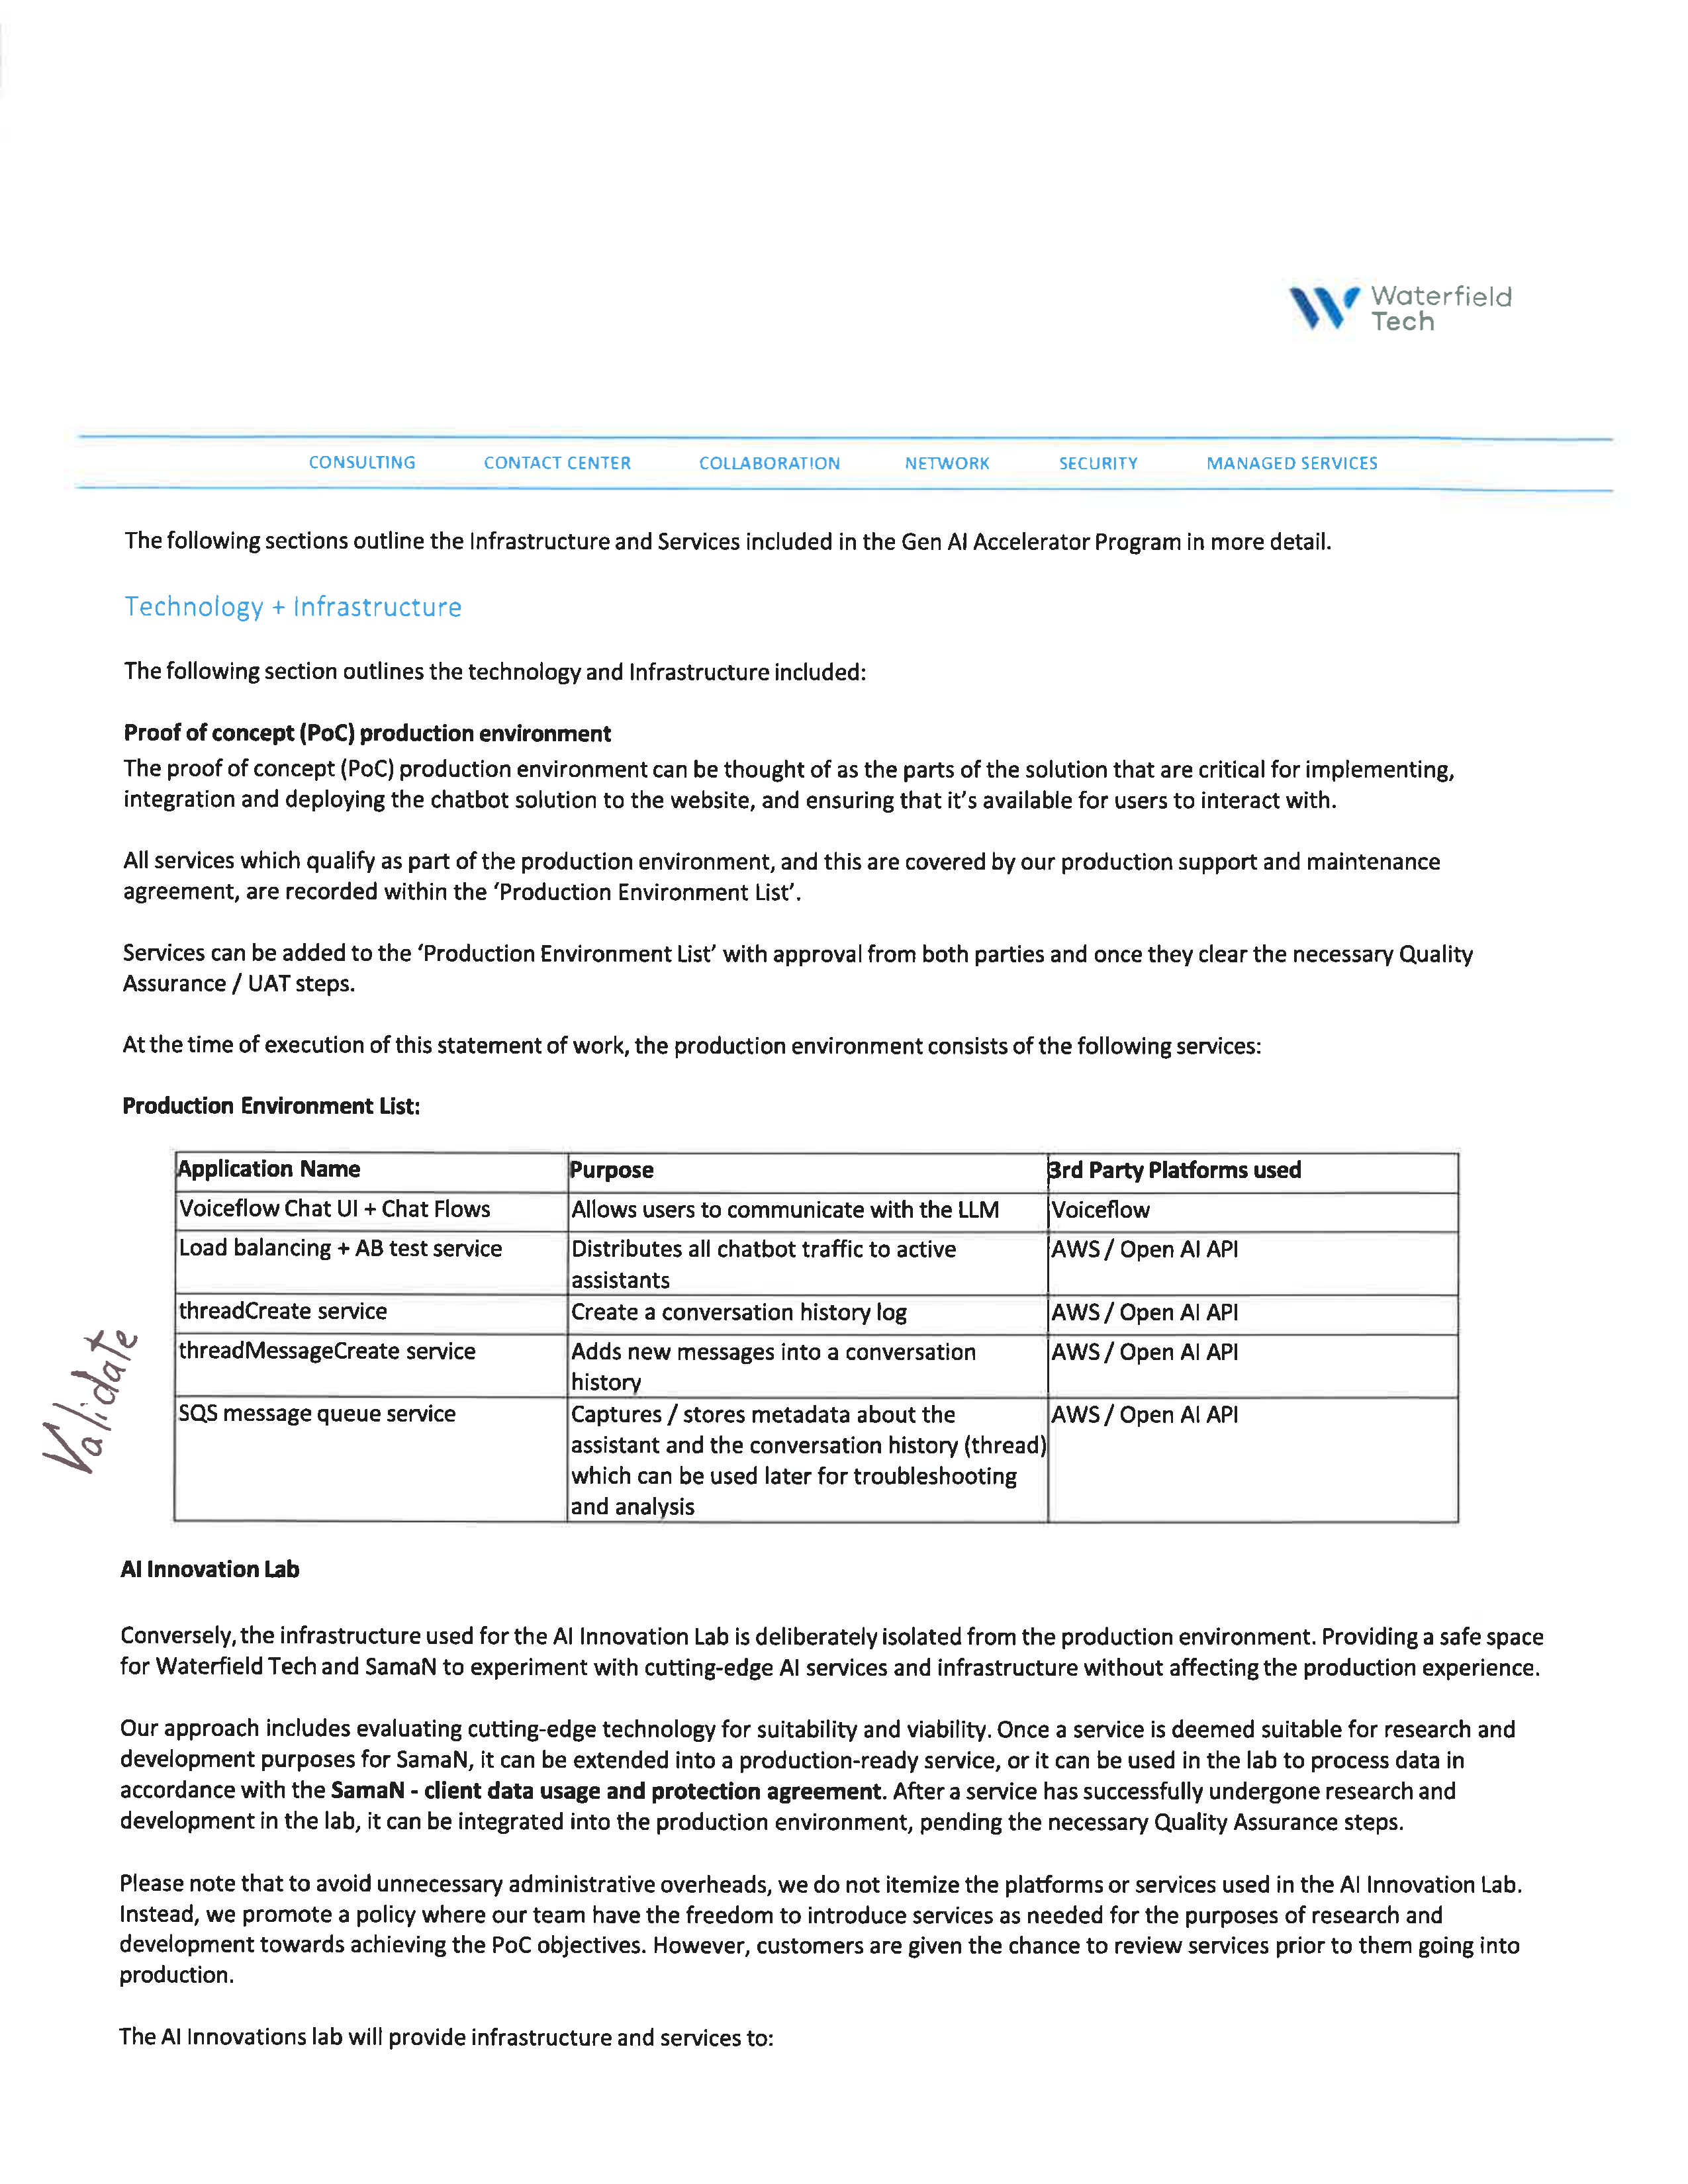 Waterfield
Tech
CONSULTING CONTACT CENTER COLLABORATION NETWORK SECURITY MANAGED SERVICES
The following sections outline the Infrastructure and Services included in the Gen AI Accelerator Program in more detail.
Technology + Infrastructure
The following section outlines the technology and Infrastructure included:
Proof of concept (PoC) production environment
The proof of concept (PoC) production environment can be thought of as the parts of the solution that are critical for implementing,
integration and deploying the chatbot solution to the website, and ensuring that it's available for users to interact with.
All services which qualify as part of the production environment, and this are covered by our production support and maintenance
agreement, are recorded within the 'Production Environment List'.
Services can be added to the 'Production Environment List' with approval from both parties and once they clear the necessary Quality
Assurance / UAT steps.
At the time of execution of this statement of work, the production environment consists of the following services:
Production Environment List:
Application Name Purpose 3rd Party Platforms used
Voiceflow Chat UI + Chat Flows Allows users to communicate with the LLM Voiceflow
Load balancing + AB test service Distributes all chatbot traffic to active AWS / Open AI API
assistants
threadCreate service Create a conversation history log AWS / Open AI API
threadMessageCreate service Adds new messages into a conversation AWS / Open AI API
history
SQS message queue service Captures / stores metadata about the AWS / Open AI API
assistant and the conversation history (thread)
which can be used later for troubleshooting
and analysis
Validate
AI Innovation Lab
Conversely, the infrastructure used for the AI Innovation Lab is deliberately isolated from the production environment. Providing a safe space
for Waterfield Tech and SamaN to experiment with cutting-edge AI services and infrastructure without affecting the production experience.
Our approach includes evaluating cutting-edge technology for suitability and viability. Once a service is deemed suitable for research and
development purposes for SamaN, it can be extended into a production-ready service, or it can be used in the lab to process data in
accordance with the SamaN - client data usage and protection agreement. After a service has successfully undergone research and
development in the lab, it can be integrated into the production environment, pending the necessary Quality Assurance steps.
Please note that to avoid unnecessary administrative overheads, we do not itemize the platforms or services used in the AI Innovation Lab.
Instead, we promote a policy where our team have the freedom to introduce services as needed for the purposes of research and
development towards achieving the PoC objectives. However, customers are given the chance to review services prior to them going into
production.
The AI Innovations lab will provide infrastructure and services to: